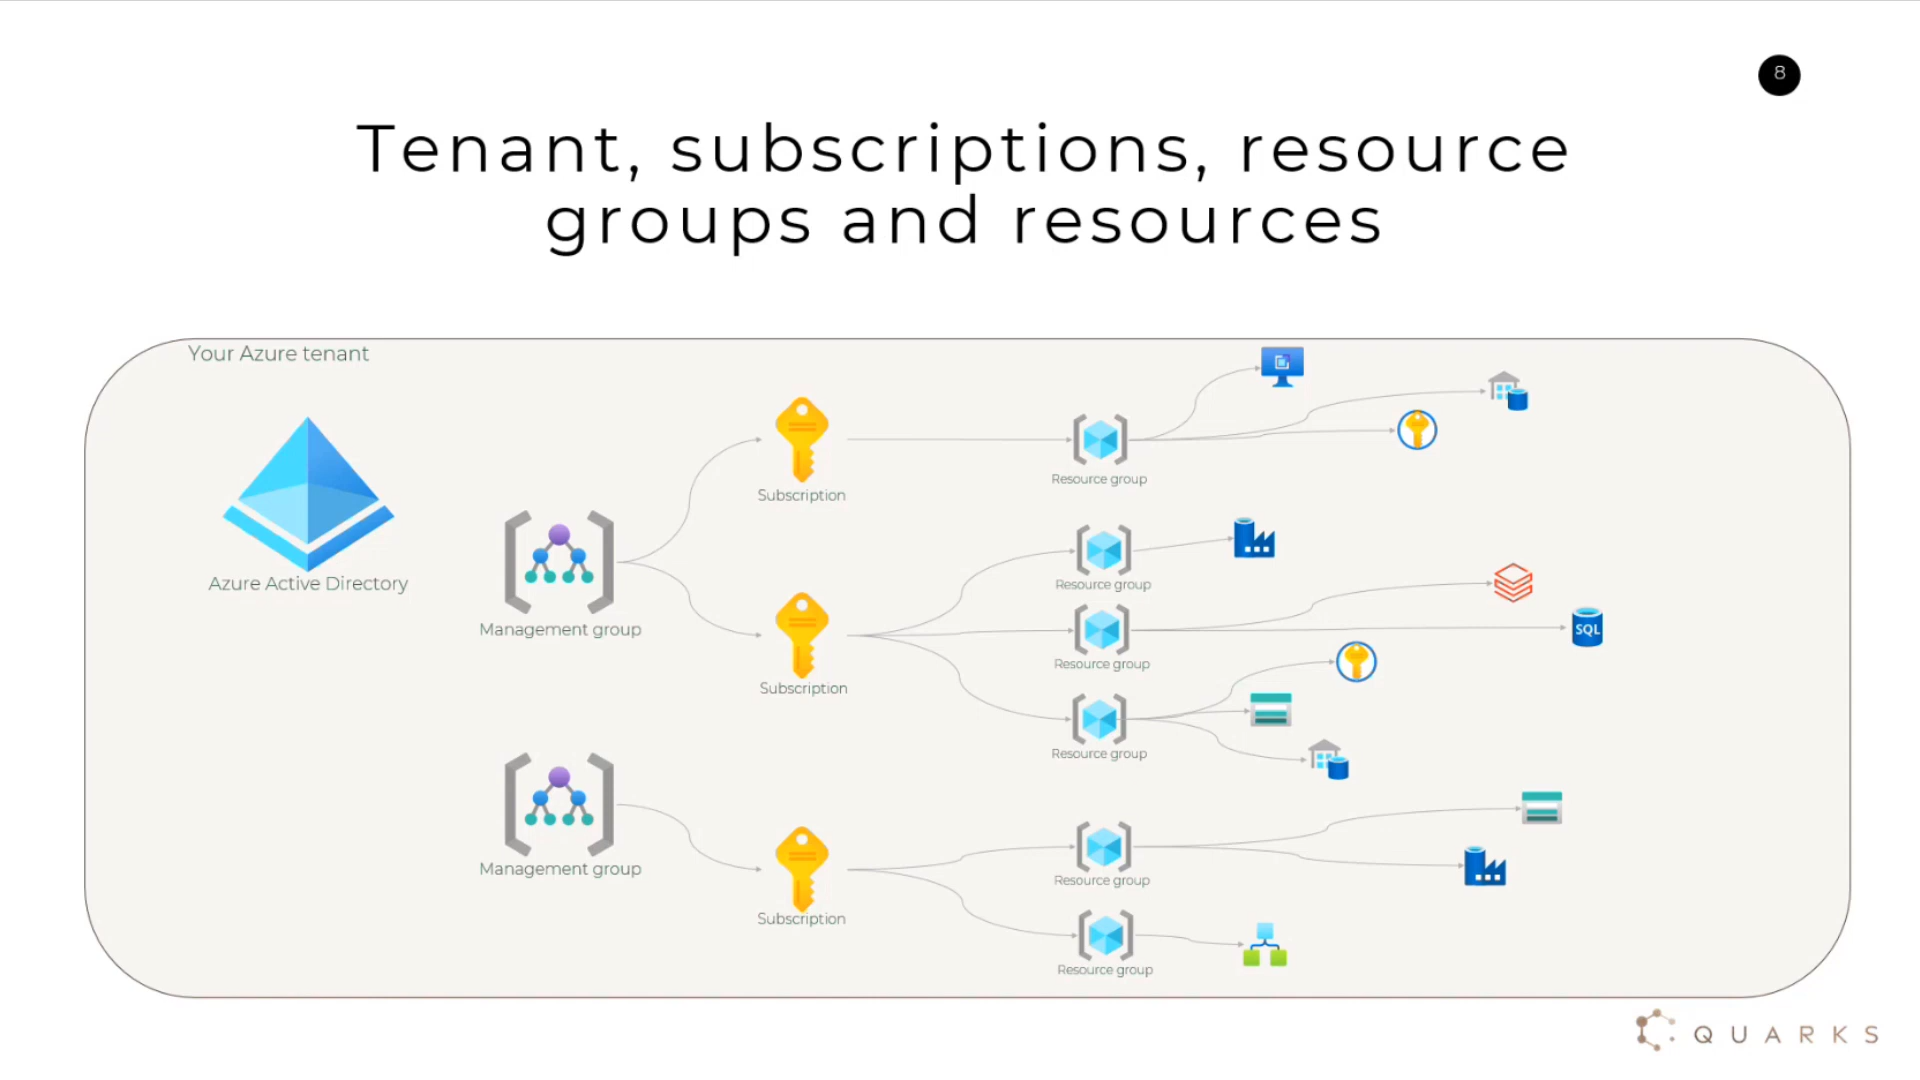 8
Tenant, subscriptions, resource
groups and resources
Your Azure tenant
Azure Active Directory
Management group
Management group
Subscription
Subscription
Subscription
Resource group
Resource group
Resource group
Resource group
Resource group
Resource group
SQL
QUARKS